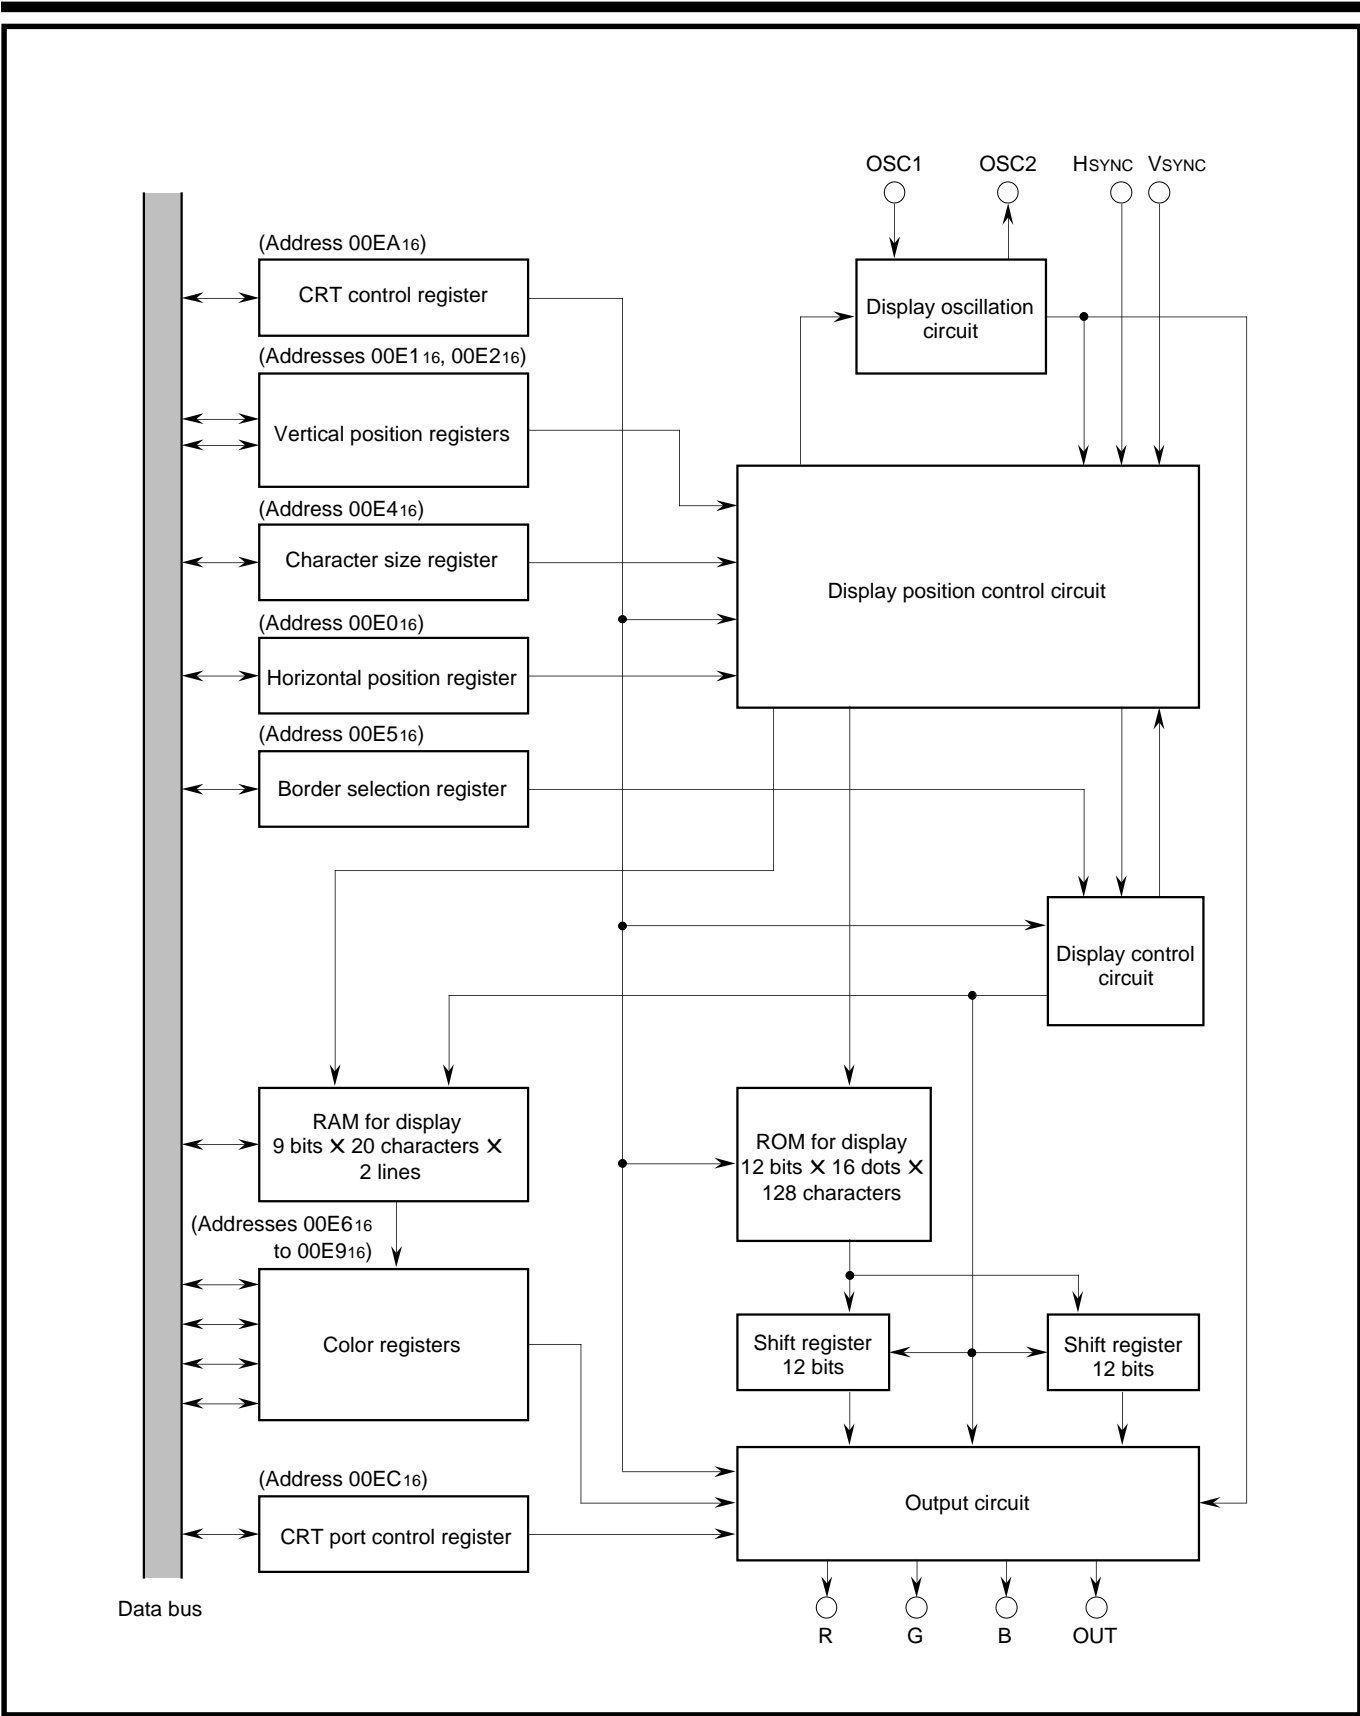 OSC1 OSC2 HSYNC VSYNC
(Address 00EA16)
CRT control register
Display oscillation
circuit
(Addresses 00E116, 00E216)
Vertical position registers
(Address 00E416)
Character size register
Display position control circuit
(Address 00E016)
Horizontal position register
(Address 00E516)
Border selection register
Display control
circuit
RAM for display
9 bits X 20 characters X
2 lines
ROM for display
12 bits X 16 dots X
128 characters
(Addresses 00E616
to 00E916)
Color registers
Shift register
12 bits
Shift register
12 bits
(Address 00EC16)
CRT port control register
Output circuit
Data bus
R G B OUT